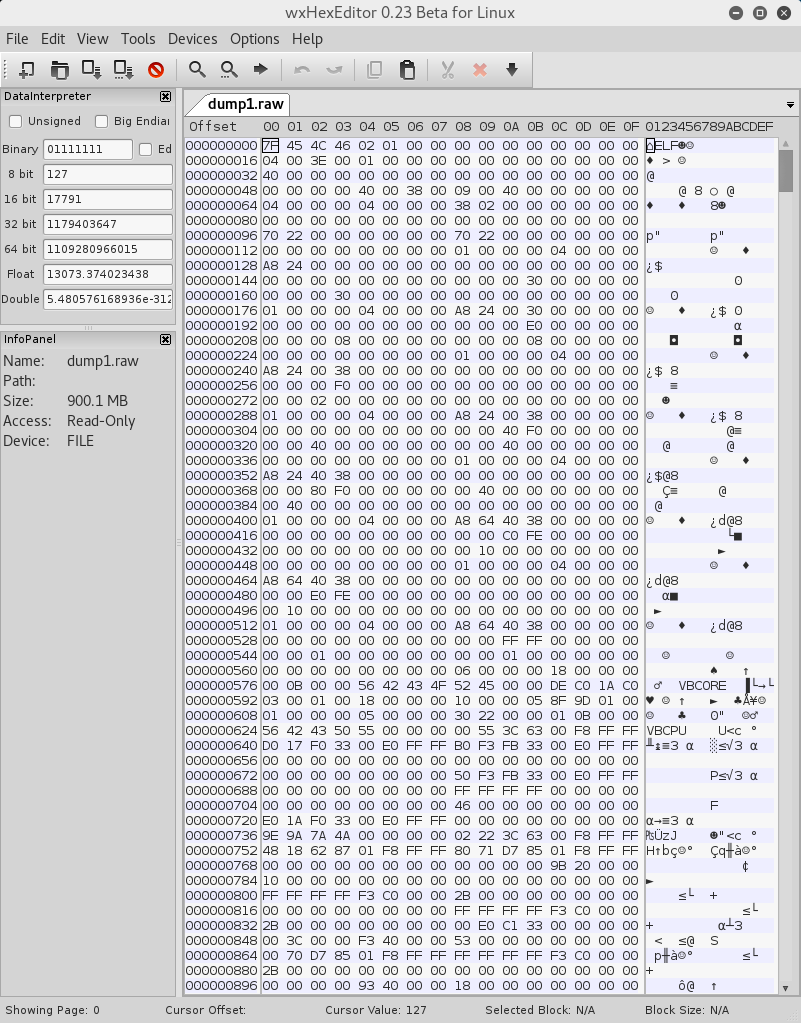 wxHexEditor 0.23 Beta for Linux
File Edit View Tools Devices Options Help
DataInterpreter
Unsigned Big Endian
Binary 01111111 Ed
8 bit 127
16 bit 17791
32 bit 1179403647
64 bit 1109280966015
Float 13073.374023438
Double 5.480576168936e-312
InfoPanel
Name: dump1.raw
Path:
Size: 900.1 MB
Access: Read-Only
Device: FILE
dump1.raw
Offset 00 01 02 03 04 05 06 07 08 09 0A 0B 0C 0D 0E 0F 0123456789ABCDEF
000000000 7F 45 4C 46 02 01 00 00 00 00 00 00 00 00 00 00 ⌂ELF☻☺
000000016 04 00 3E 00 01 00 00 00 00 00 00 00 00 00 00 00 ♦ > ☺
000000032 40 00 00 00 00 00 00 00 00 00 00 00 00 00 00 00 @
000000048 00 00 00 00 40 00 38 00 09 00 40 00 00 00 00 00 @ 8 ○ @
000000064 04 00 00 00 04 00 00 00 38 02 00 00 00 00 00 00 ♦ ♦ 8☻
000000080 00 00 00 00 00 00 00 00 00 00 00 00 00 00 00 00
000000096 70 22 00 00 00 00 00 00 70 22 00 00 00 00 00 00 p" p"
000000112 00 00 00 00 00 00 00 00 01 00 00 00 04 00 00 00 ☺ ♦
000000128 A8 24 00 00 00 00 00 00 00 00 00 00 00 00 00 00 ¿$
000000144 00 00 00 00 00 00 00 00 00 00 00 30 00 00 00 00 0
000000160 00 00 00 30 00 00 00 00 00 00 00 00 00 00 00 00 0
000000176 01 00 00 00 04 00 00 00 A8 24 00 30 00 00 00 00 ☺ ♦ ¿$ 0
000000192 00 00 00 00 00 00 00 00 00 00 00 E0 00 00 00 00 α
000000208 00 00 00 08 00 00 00 00 00 00 00 08 00 00 00 00 ◘ ◘
000000224 00 00 00 00 00 00 00 00 01 00 00 00 04 00 00 00 ☺ ♦
000000240 A8 24 00 38 00 00 00 00 00 00 00 00 00 00 00 00 ¿$ 8
000000256 00 00 00 F0 00 00 00 00 00 00 00 00 00 00 00 00 ≡
000000272 00 00 02 00 00 00 00 00 00 00 00 00 00 00 00 00 ☻
000000288 01 00 00 00 04 00 00 00 A8 24 00 38 00 00 00 00 ☺ ♦ ¿$ 8
000000304 00 00 00 00 00 00 00 00 00 00 40 F0 00 00 00 00 @≡
000000320 00 00 40 00 00 00 00 00 00 00 40 00 00 00 00 00 @ @
000000336 00 00 00 00 00 00 00 00 01 00 00 00 04 00 00 00 ☺ ♦
000000352 A8 24 40 38 00 00 00 00 00 00 00 00 00 00 00 00 ¿$@8
000000368 00 00 80 F0 00 00 00 00 00 40 00 00 00 00 00 00 Ç≡ @
000000384 00 40 00 00 00 00 00 00 00 00 00 00 00 00 00 00 @
000000400 01 00 00 00 04 00 00 00 A8 64 40 38 00 00 00 00 ☺ ♦ ¿d@8
000000416 00 00 00 00 00 00 00 00 00 00 C0 FE 00 00 00 00 └■
000000432 00 00 00 00 00 00 00 00 00 10 00 00 00 00 00 00 ►
000000448 00 00 00 00 00 00 00 00 01 00 00 00 04 00 00 00 ☺ ♦
000000464 A8 64 40 38 00 00 00 00 00 00 00 00 00 00 00 00 ¿d@8
000000480 00 00 E0 FE 00 00 00 00 00 00 00 00 00 00 00 00 α■
000000496 00 10 00 00 00 00 00 00 00 00 00 00 00 00 00 00 ►
000000512 01 00 00 00 04 00 00 00 A8 64 40 38 00 00 00 00 ☺ ♦ ¿d@8
000000528 00 00 00 00 00 00 00 00 00 00 FF FF 00 00 00 00
000000544 00 00 01 00 00 00 00 00 00 00 01 00 00 00 00 00 ☺ ☺
000000560 00 00 00 00 00 00 00 00 06 00 00 00 18 00 00 00 ♠ ↑
000000576 00 0B 00 00 56 42 43 4F 52 45 00 00 DE C0 1A C0 ♂ VBCORE ▐└→└
000000592 03 00 01 00 18 00 00 00 10 00 00 05 8F 9D 01 00 ♥ ☺ ↑ ► ♣Å¥☺
000000608 01 00 00 00 05 00 00 00 30 22 00 00 01 0B 00 00 ☺ ♣ 0" ☺♂
000000624 56 42 43 50 55 00 00 00 00 55 3C 63 00 F8 FF FF VBCPU U<c °
000000640 D0 17 F0 33 00 E0 FF FF B0 F3 FB 33 00 E0 FF FF ╨↨≡3 α ░≤√3 α
000000656 00 00 00 00 00 00 00 00 00 00 00 00 00 00 00 00
000000672 00 00 00 00 00 00 00 00 50 F3 FB 33 00 E0 FF FF P≤√3 α
000000688 00 00 00 00 00 00 00 00 FF FF FF FF 00 00 00 00
000000704 00 00 00 00 00 00 00 00 46 00 00 00 00 00 00 00 F
000000720 E0 1A F0 33 00 E0 FF FF 00 00 00 00 00 00 00 00 α→≡3 α
000000736 9E 9A 7A 4A 00 00 00 00 02 22 3C 63 00 F8 FF FF ₧ÜzJ ☻"<c °
000000752 48 18 62 87 01 F8 FF FF 80 71 D7 85 01 F8 FF FF H↑bç☺° Çq╫à☺°
000000768 00 00 00 00 00 00 00 00 00 00 00 00 9B 20 00 00 ¢
000000784 10 00 00 00 00 00 00 00 00 00 00 00 00 00 00 00 ►
000000800 FF FF FF FF F3 C0 00 00 2B 00 00 00 00 00 00 00 ≤└ +
000000816 00 00 00 00 00 00 00 00 FF FF FF FF F3 C0 00 00 ≤└
000000832 2B 00 00 00 00 00 00 00 00 E0 C1 33 00 00 00 00 + α┴3
000000848 00 3C 00 00 F3 40 00 00 53 00 00 00 00 00 00 00 < ≤@ S
000000864 00 70 D7 85 01 F8 FF FF FF FF FF FF F3 C0 00 00 p╫à☺° ≤└
000000880 2B 00 00 00 00 00 00 00 00 00 00 00 00 00 00 00 +
000000896 00 00 00 00 93 40 00 00 18 00 00 00 00 00 00 00 ô@ ↑
Showing Page: 0 Cursor Offset: Cursor Value: 127 Selected Block: N/A Block Size: N/A